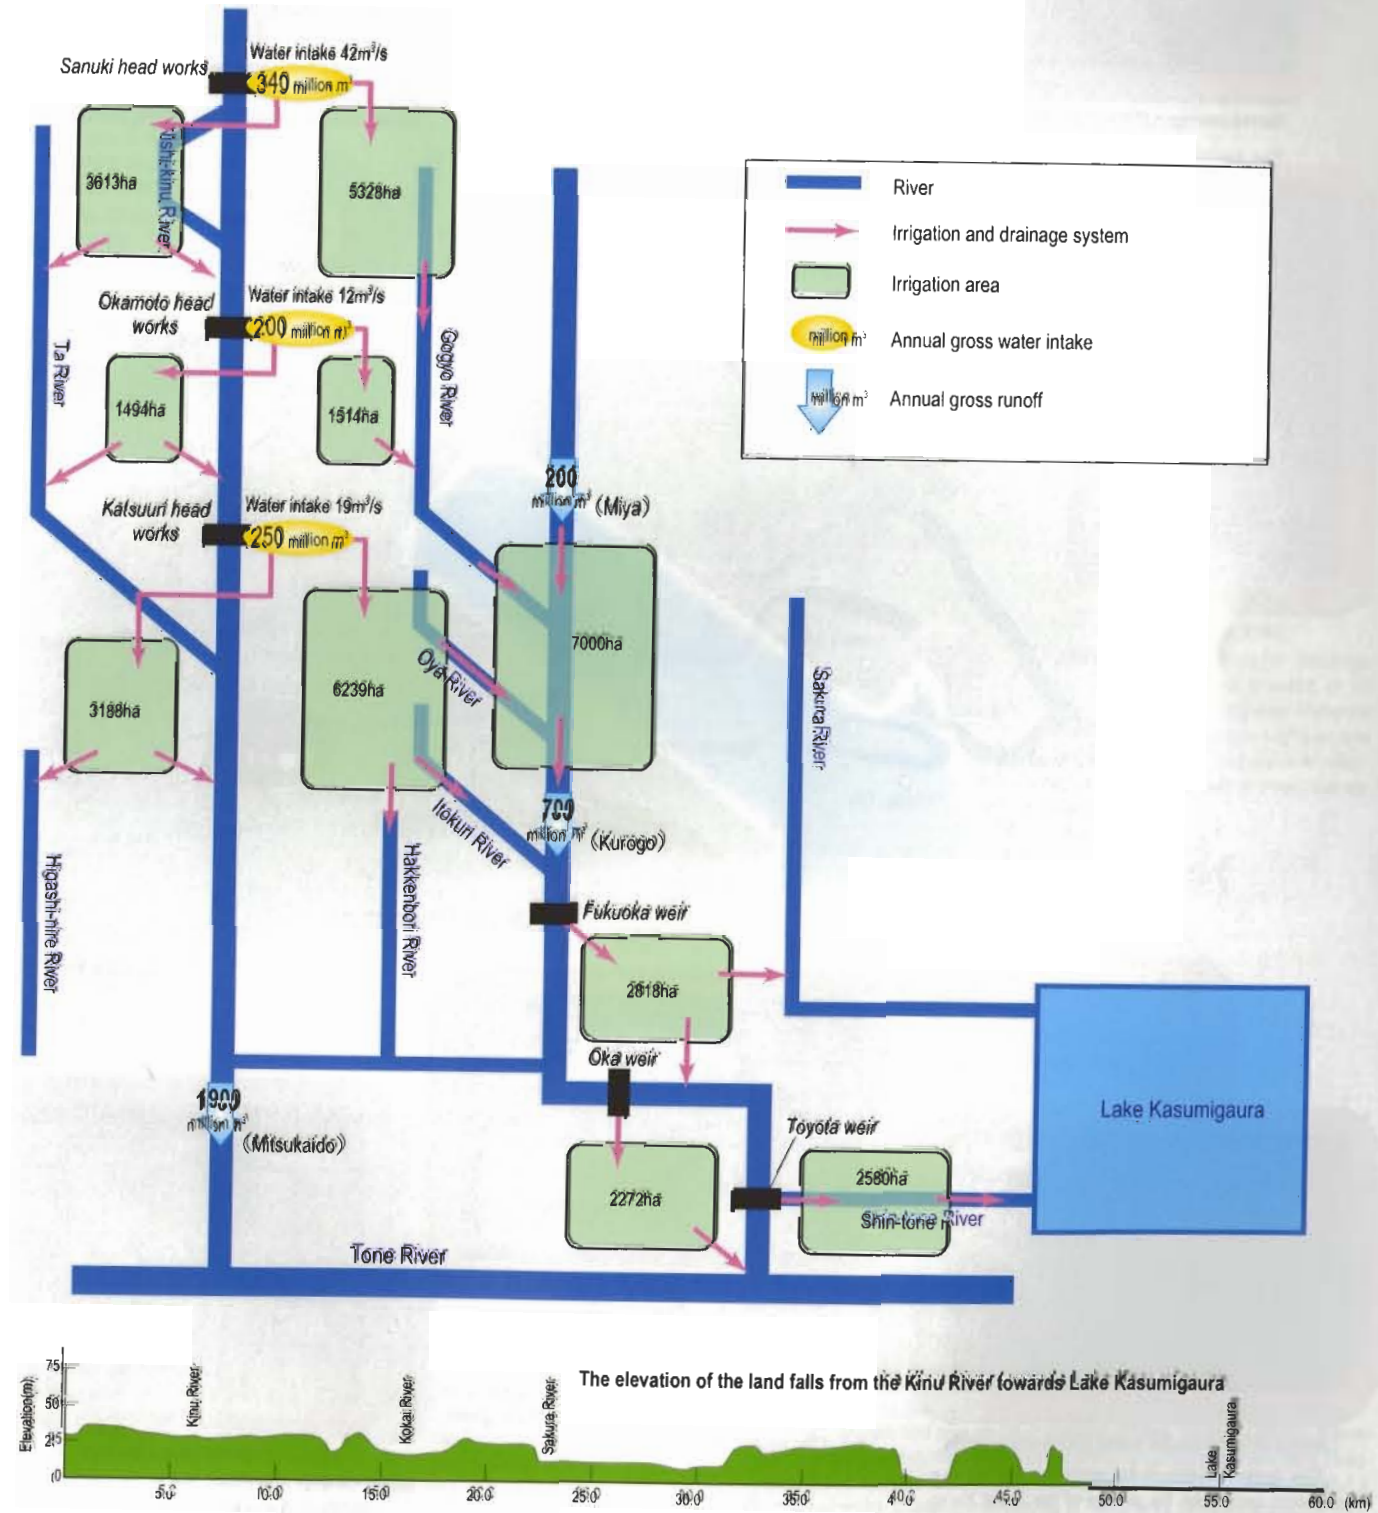 Water intake 42m³/s
Sanuki head works
340 million m³
3613ha
Nishi-kinu River
5328ha
River
Irrigation and drainage system
Irrigation area
million m³
Annual gross water intake
million m³
Annual gross runoff
Okamoto head
works
Water intake 12m³/s
200 million m³
Ta River
Gogyo River
1494ha
1514ha
200
million m³
(Miya)
Katsuuri head
works
Water intake 19m³/s
250 million m³
7000ha
Oya River
6239ha
3188ha
Sakura River
700
million m³
(Kurogo)
Itokuri River
Hakkenbori River
Higashi-nire River
Fukuoka weir
2818ha
Oka weir
1900
million m³
(Mitsukaido)
Lake Kasumigaura
Toyota weir
2272ha
2580ha
Shin-tone River
Tone River
The elevation of the land falls from the Kinu River towards Lake Kasumigaura
Elevation(m)
75
50
25
0
Kinu River
Kokai River
Sakura River
Lake
Kasumigaura
5.0 10.0 15.0 20.0 25.0 30.0 35.0 40.0 45.0 50.0 55.0 60.0 (km)